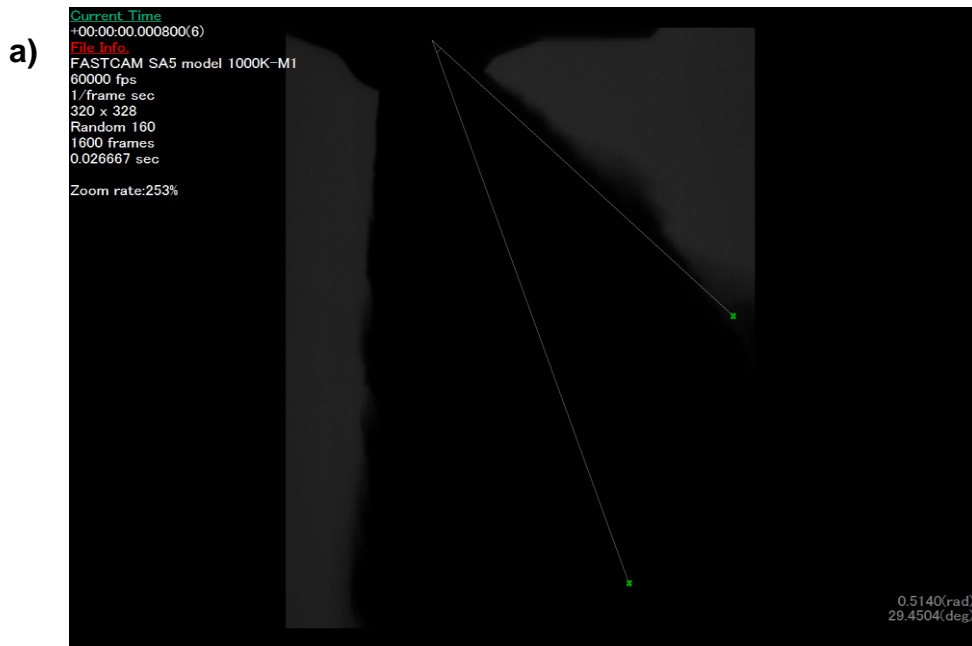 a)
Current Time
+00:00:00.000800(6)
File Info.
FASTCAM SA5 model 1000K-M1
60000 fps
1/frame sec
320 x 328
Random 160
1600 frames
0.026667 sec
Zoom rate:253%
0.5140(rad)
29.4504(deg)